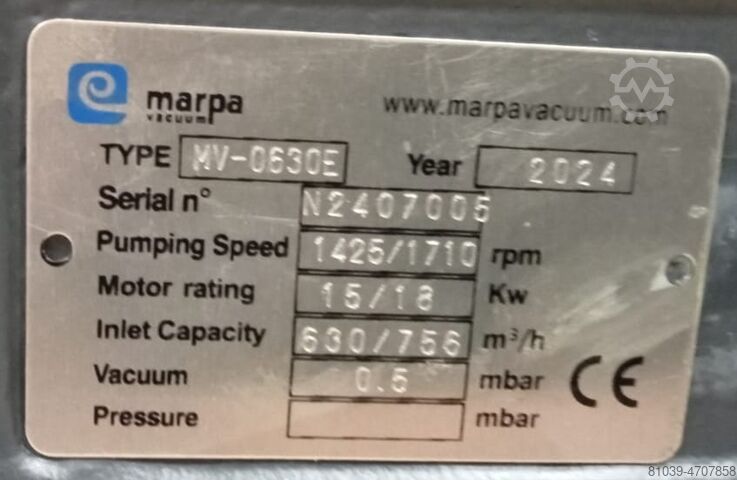 marpa www.marpavacuum.com
vacuum
TYPE MV-0630E Year 2024
Serial n° N2407005
Pumping Speed 1425/1710 rpm
Motor rating 15/18 Kw
Inlet Capacity 630/756 m³/h
Vacuum 0.5 mbar
Pressure mbar
CE
81039-4707858